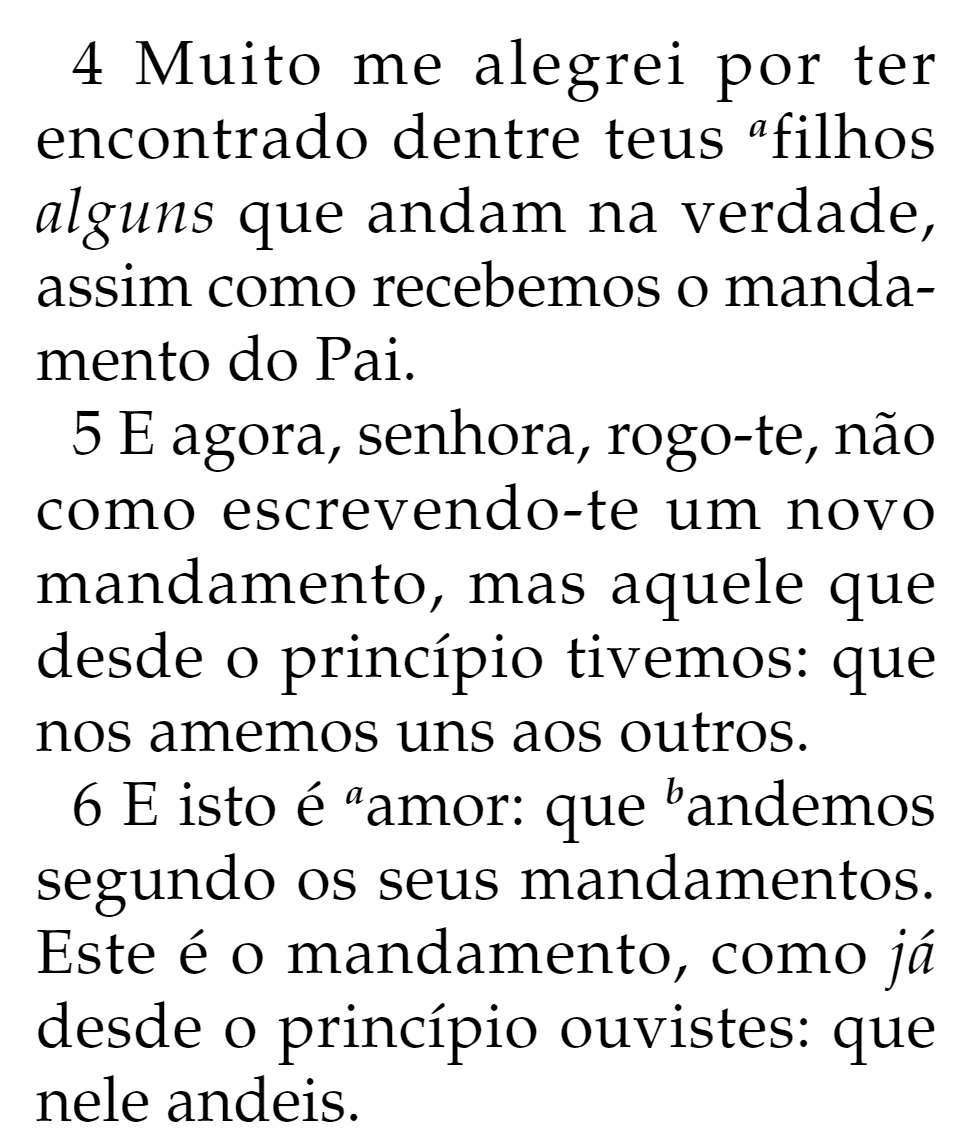 4 Muito me alegrei por ter
encontrado dentre teus ᵃfilhos
alguns que andam na verdade,
assim como recebemos o manda-
mento do Pai.
5 E agora, senhora, rogo-te, não
como escrevendo-te um novo
mandamento, mas aquele que
desde o princípio tivemos: que
nos amemos uns aos outros.
6 E isto é ᵃamor: que ᵇandemos
segundo os seus mandamentos.
Este é o mandamento, como já
desde o princípio ouvistes: que
nele andeis.